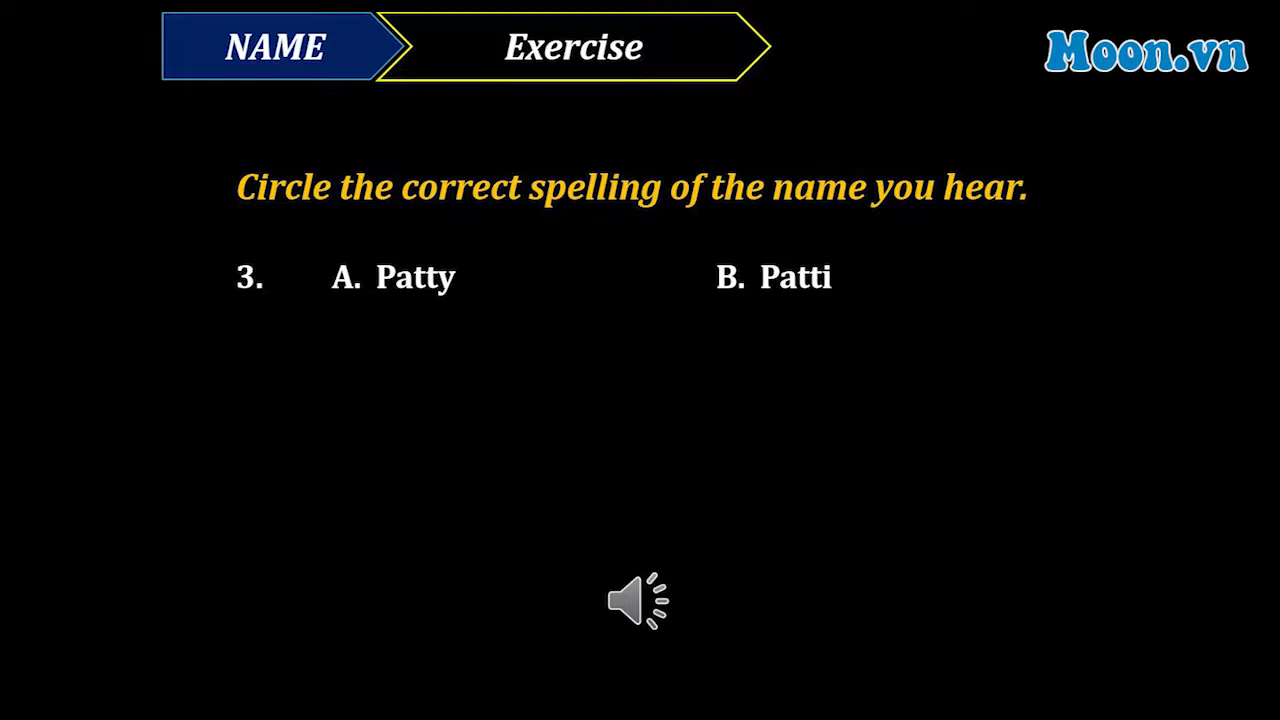 NAME
Exercise
Moon.vn
Circle the correct spelling of the name you hear.
3. A. Patty B. Patti